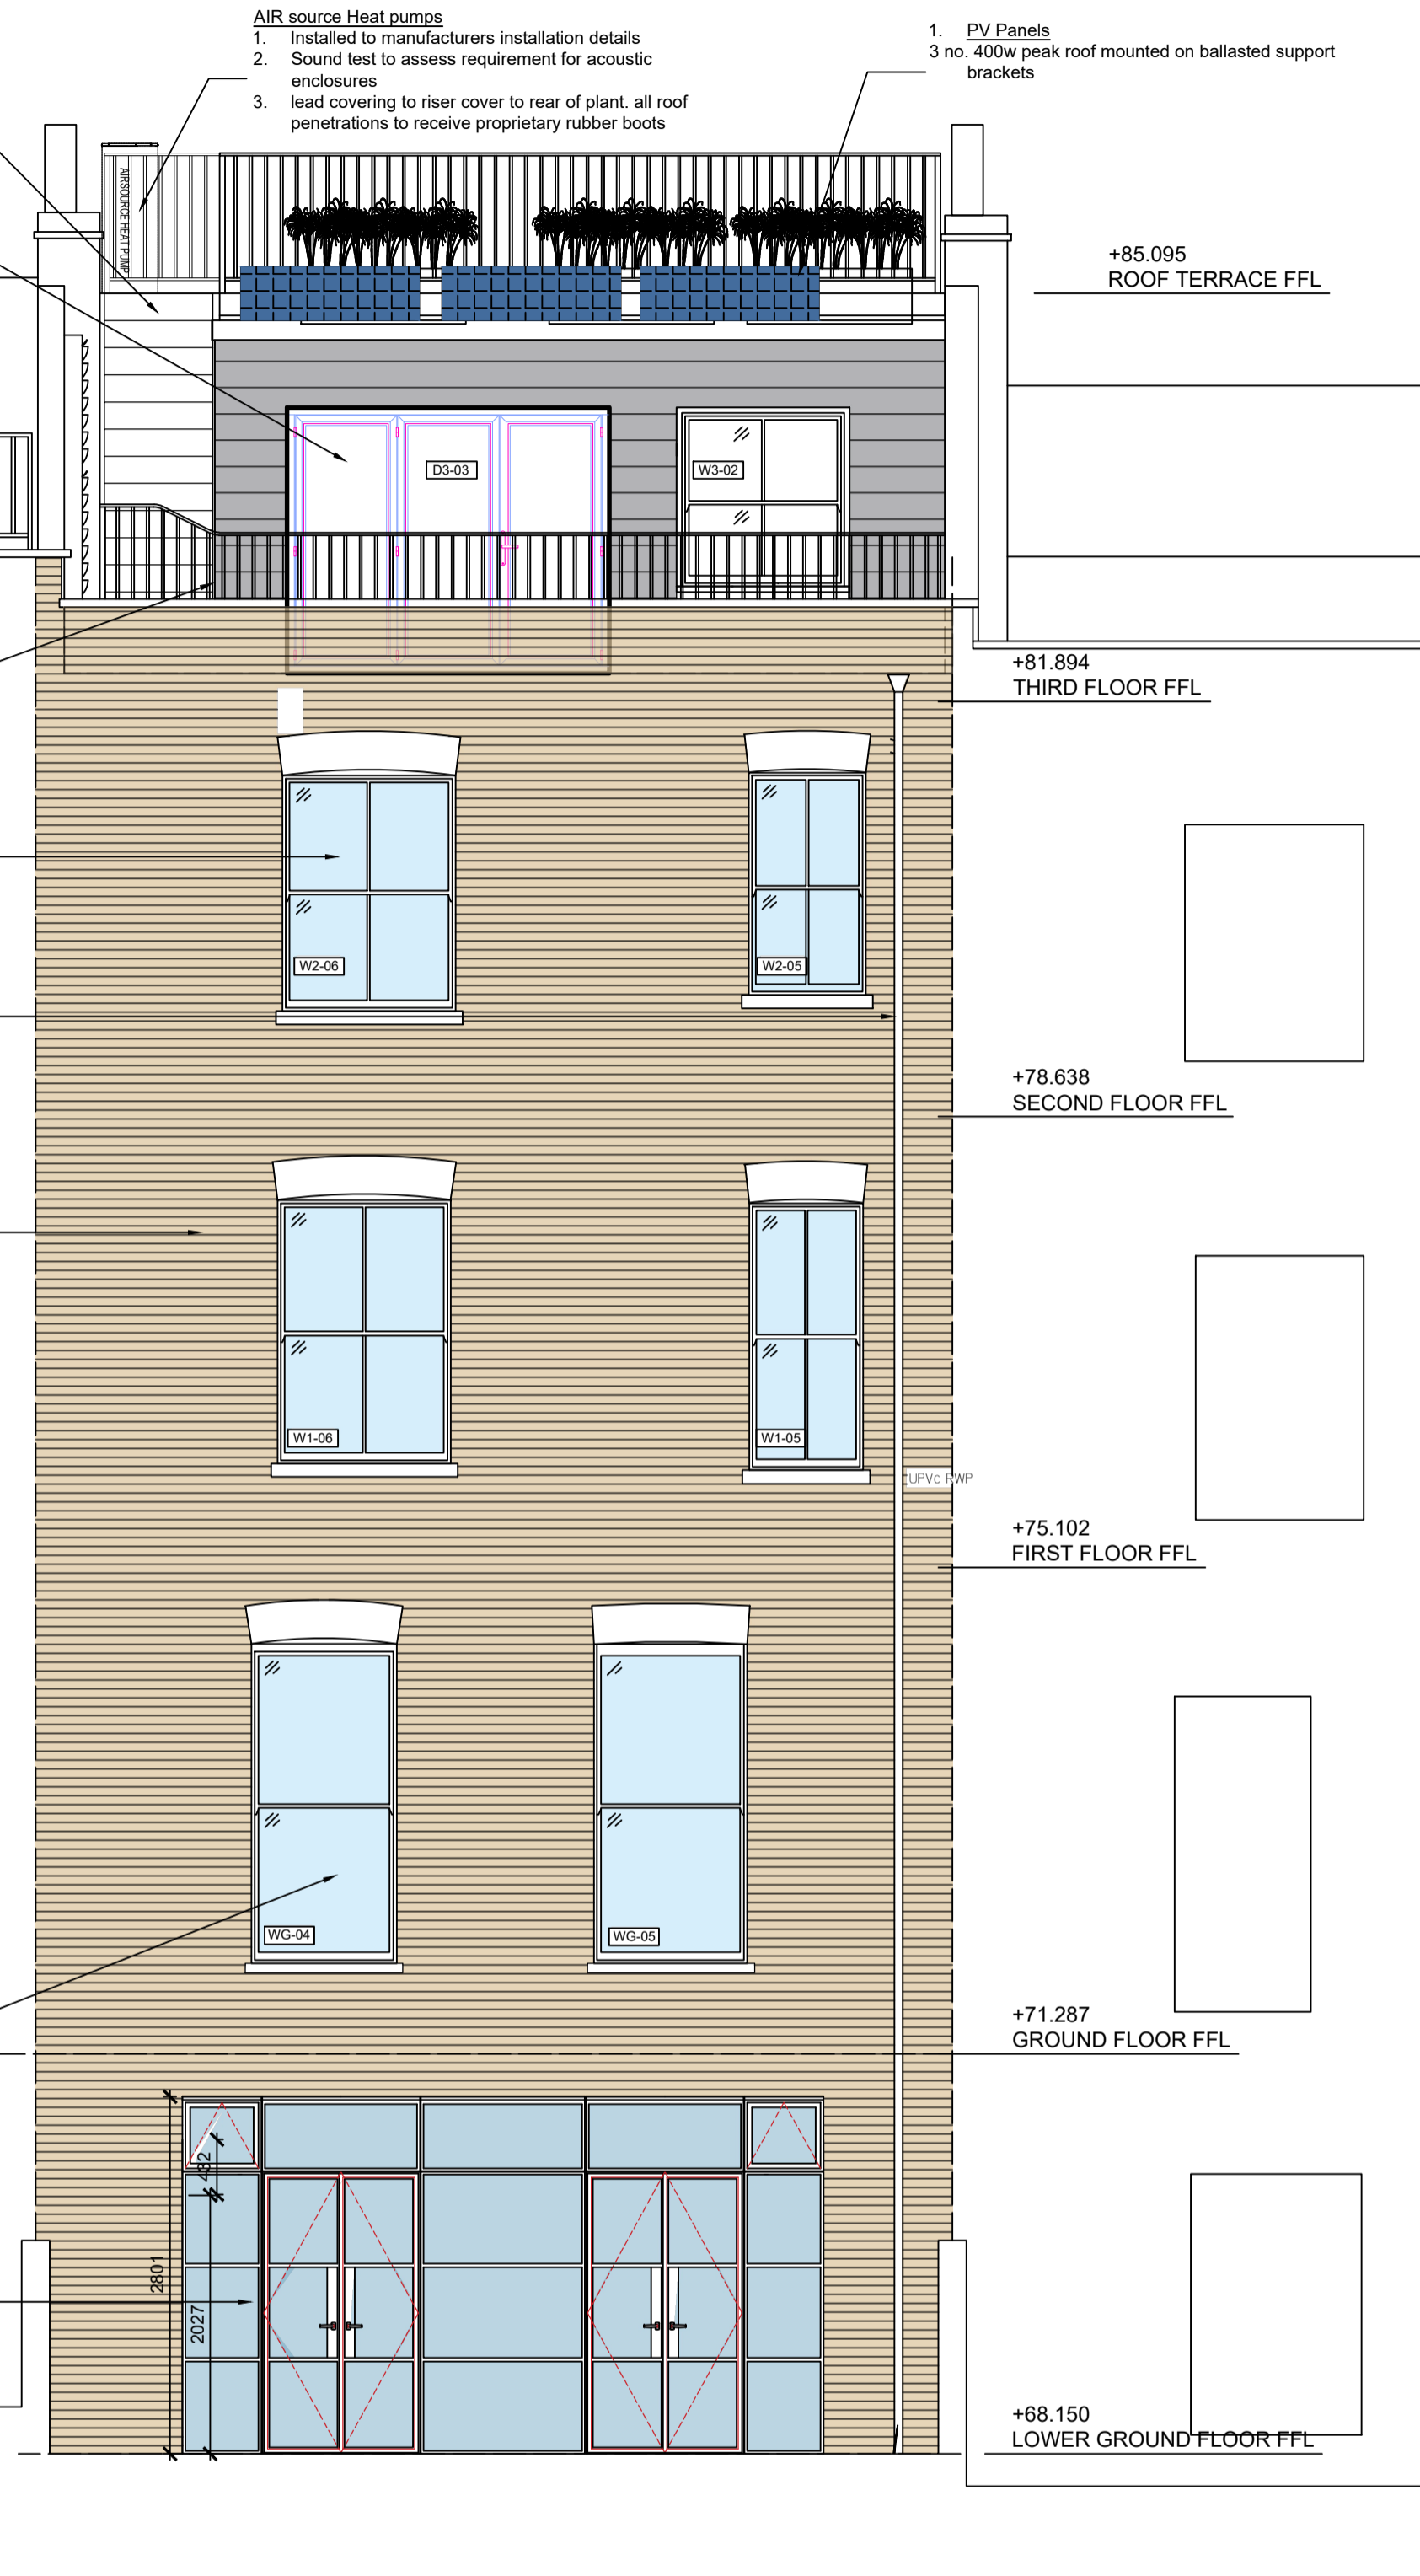 AIR source Heat pumps
1. Installed to manufacturers installation details
2. Sound test to assess requirement for acoustic
enclosures
3. lead covering to riser cover to rear of plant. all roof
penetrations to receive proprietary rubber boots
1. PV Panels
3 no. 400w peak roof mounted on ballasted support
brackets
AIRSOURCE HEAT PUMP
+85.095
ROOF TERRACE FFL
D3-03
W3-02
+81.894
THIRD FLOOR FFL
W2-06
W2-05
+78.638
SECOND FLOOR FFL
W1-06
W1-05
UPVc RWP
+75.102
FIRST FLOOR FFL
WG-04
WG-05
+71.287
GROUND FLOOR FFL
432
2801
2027
+68.150
LOWER GROUND FLOOR FFL